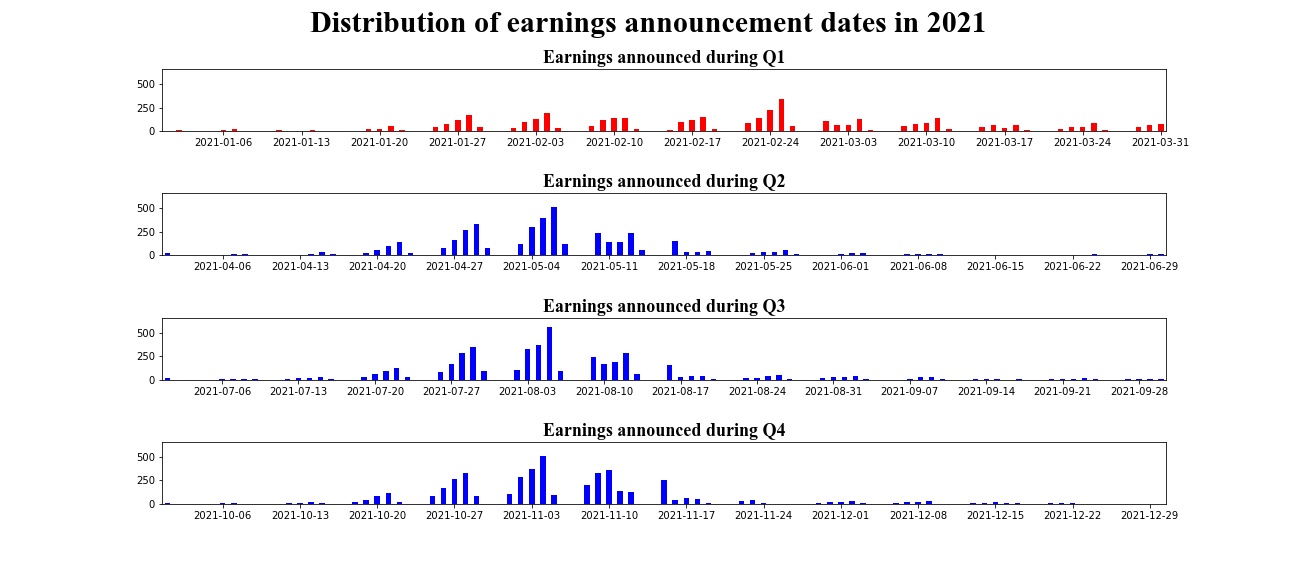 Distribution of earnings announcement dates in 2021
Earnings announced during Q1
500
250
0
2021-01-06 2021-01-13 2021-01-20 2021-01-27 2021-02-03 2021-02-10 2021-02-17 2021-02-24 2021-03-03 2021-03-10 2021-03-17 2021-03-24 2021-03-31
Earnings announced during Q2
500
250
0
2021-04-06 2021-04-13 2021-04-20 2021-04-27 2021-05-04 2021-05-11 2021-05-18 2021-05-25 2021-06-01 2021-06-08 2021-06-15 2021-06-22 2021-06-29
Earnings announced during Q3
500
250
0
2021-07-06 2021-07-13 2021-07-20 2021-07-27 2021-08-03 2021-08-10 2021-08-17 2021-08-24 2021-08-31 2021-09-07 2021-09-14 2021-09-21 2021-09-28
Earnings announced during Q4
500
250
0
2021-10-06 2021-10-13 2021-10-20 2021-10-27 2021-11-03 2021-11-10 2021-11-17 2021-11-24 2021-12-01 2021-12-08 2021-12-15 2021-12-22 2021-12-29